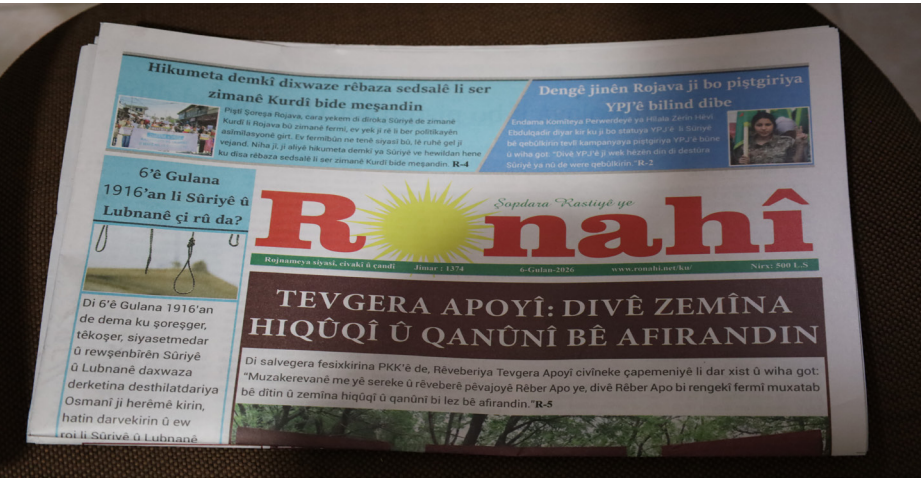 Hikumeta demkî dixwaze rêbaza sedsalê li ser
zimanê Kurdî bide meşandin
Piştî Şoreşa Rojava, cara yekem di dîroka Sûriyê de zimanê
Kurdî li Rojava bû zimanê fermî, ev yek ji rê li ber polîtikayên
asîmîlasyonê girt. Ev fermîbûn ne tenê siyasî bû, lê ruhê gel jî
vejand. Niha jî, ji aliyê hikumeta demkî ya Sûriyê ve hewildan hene
ku dîsa rêbaza sedsalê li ser zimanê Kurdî bide meşandin. R-4
Dengê jinên Rojava ji bo piştgiriya
YPJ'ê bilind dibe
Endama Komîteya Perwerdeyê ya Hilala Zêrîn Hêvî
Ebdulqadir diyar kir ku ji bo statuya YPJ'ê li Sûriyê
bê qebûlkirin tevlî kampanyaya piştgiriya YPJ'ê bûne
û wiha got: "Divê YPJ'ê jî wek hêzên din di destûra
Sûriyê ya nû de were qebûlkirin."R-2
6'ê Gulana
1916'an li Sûriyê û
Lubnanê çi rû da?
Di 6'ê Gulana 1916'an
de dema ku şoreşger,
têkoşer, siyasetmedar
û rewşenbîrên Sûriyê
û Lubnanê daxwaza
derketina desthilatdariya
Osmanî ji herêmê kirin,
hatin darvekirin û ew
roj li Sûriyê û Lubnanê
Şopdara Rastiyê ye
Ronahî
Rojnameya siyasî, civakî û çandî Jimar : 1374 6-Gulan-2026 www.ronahi.net/ku/ Nirx: 500 L.S
TEVGERA APOYÎ: DIVÊ ZEMÎNA
HIQÛQÎ Û QANÛNÎ BÊ AFIRANDIN
Di salvegera fesixkirina PKK'ê de, Rêveberiya Tevgera Apoyî civîneke çapemeniyê li dar xist û wiha got:
"Muzakerevanê me yê sereke û rêveberê pêvajoyê Rêber Apo ye, divê Rêber Apo bi rengekî fermî muxatab
bê dîtin û zemîna hiqûqî û qanûnî bi lez bê afirandin."R-5